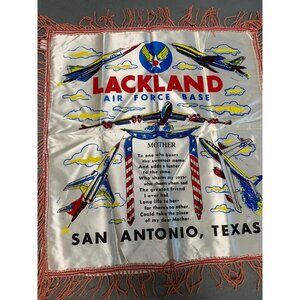 LACKLAND
AIR FORCE BASE
MOTHER
To one who bears
the sweetest name
And adds a luster
to the same
Who shares my joys
who cheers when sad
The greatest friend
I ever had
Long life to her
for there's no other
Could take the place
of my dear Mother
SAN ANTONIO, TEXAS